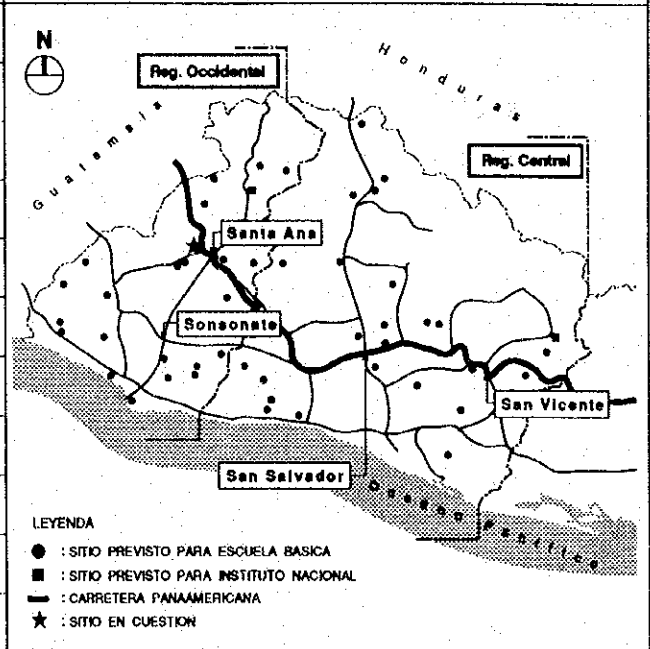 N
Reg. Occidental
Honduras
Guatemala
Reg. Central
Santa Ana
Sonsonate
San Vicente
San Salvador
Oceano Pacifico
LEYENDA
● : SITIO PREVISTO PARA ESCUELA BASICA
■ : SITIO PREVISTO PARA INSTITUTO NACIONAL
: CARRETERA PANAAMERICANA
★ : SITIO EN CUESTION